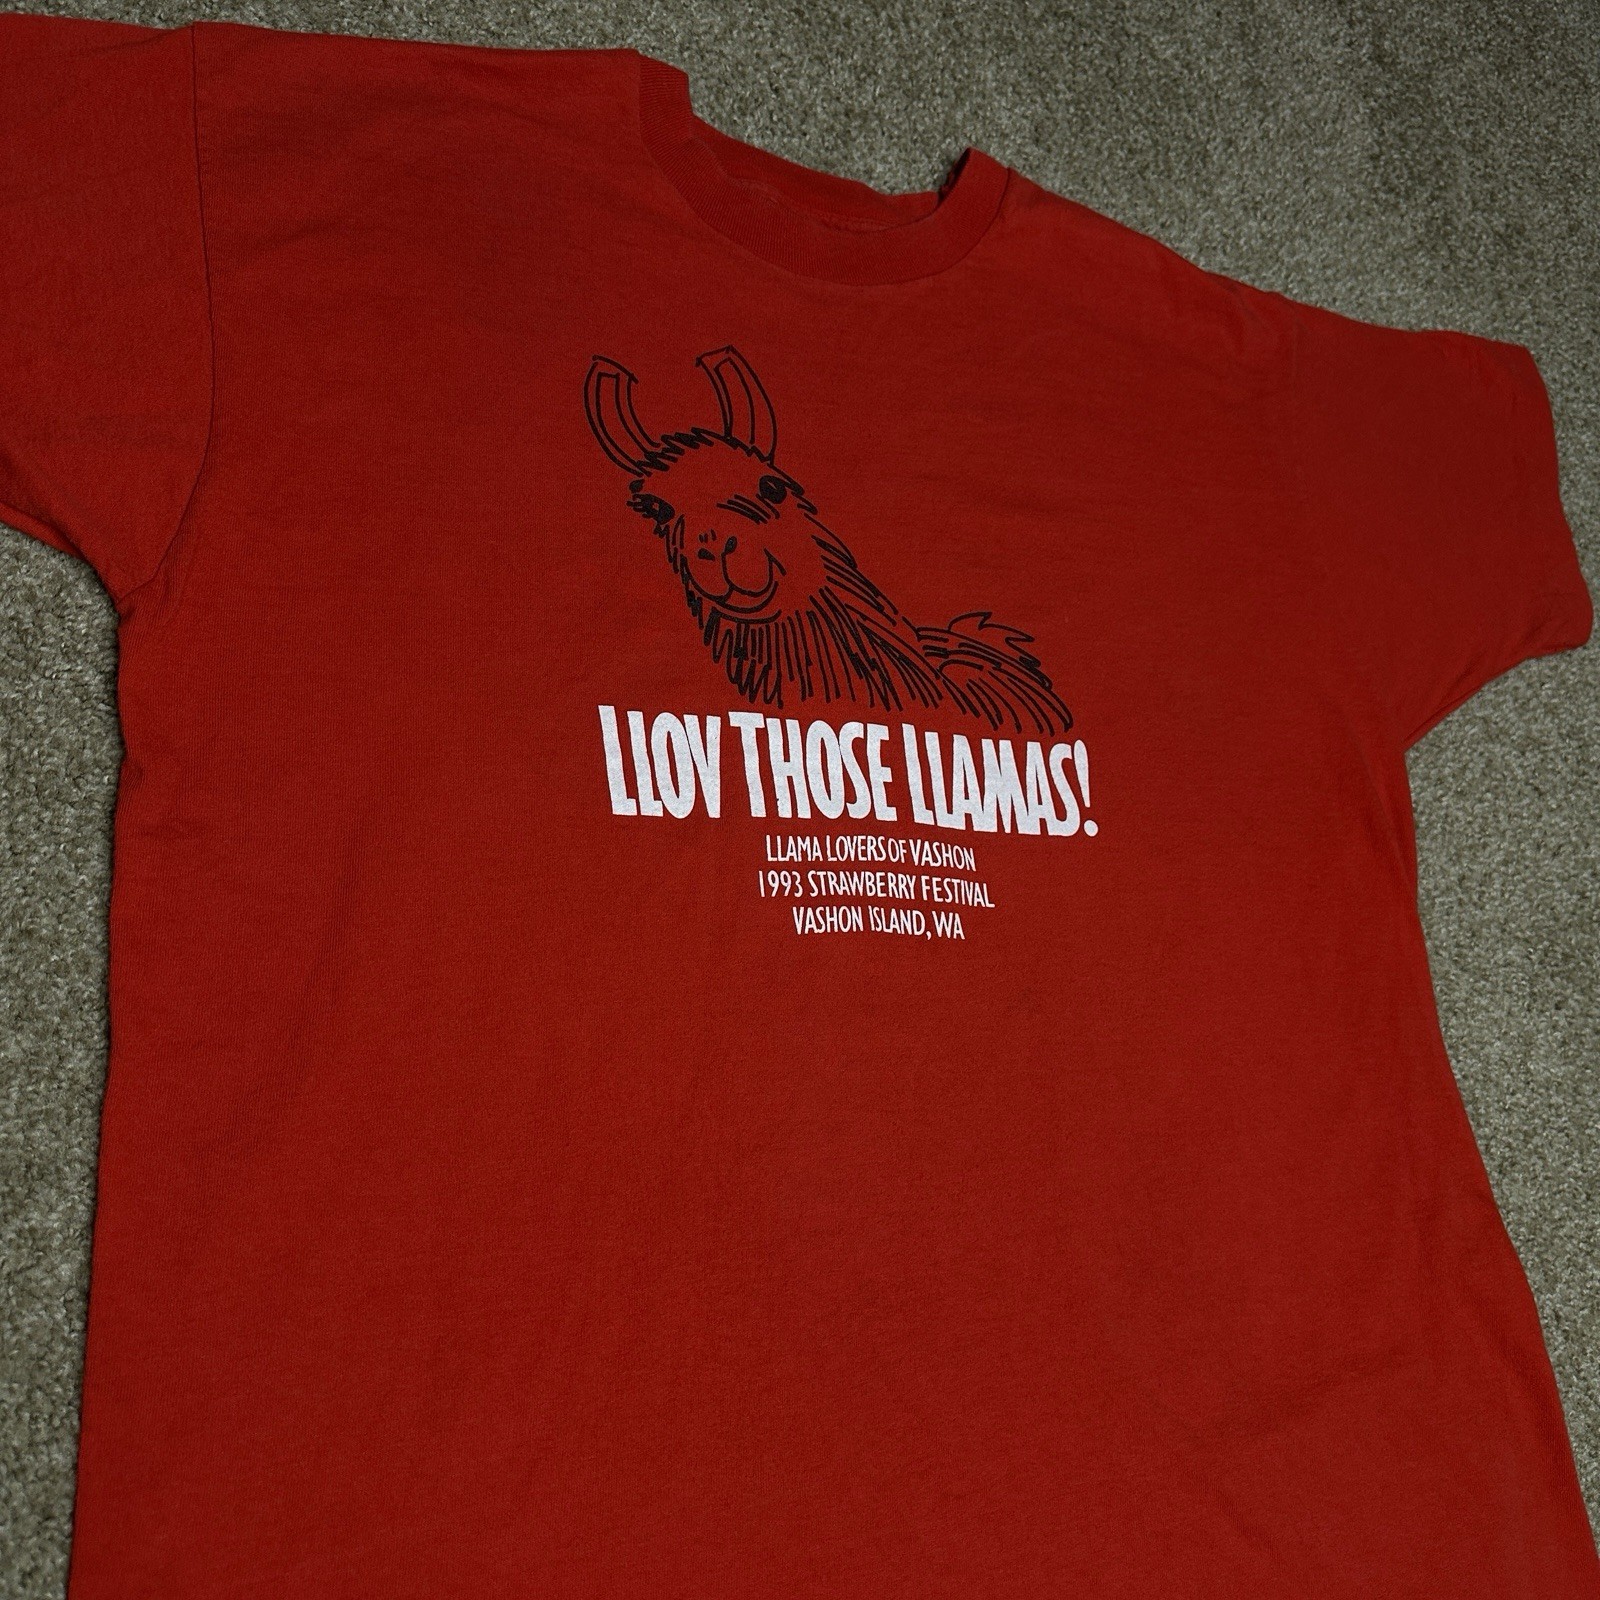 LLOV THOSE LLAMAS!
LLAMA LOVERS OF VASHON
1993 STRAWBERRY FESTIVAL
VASHON ISLAND, WA